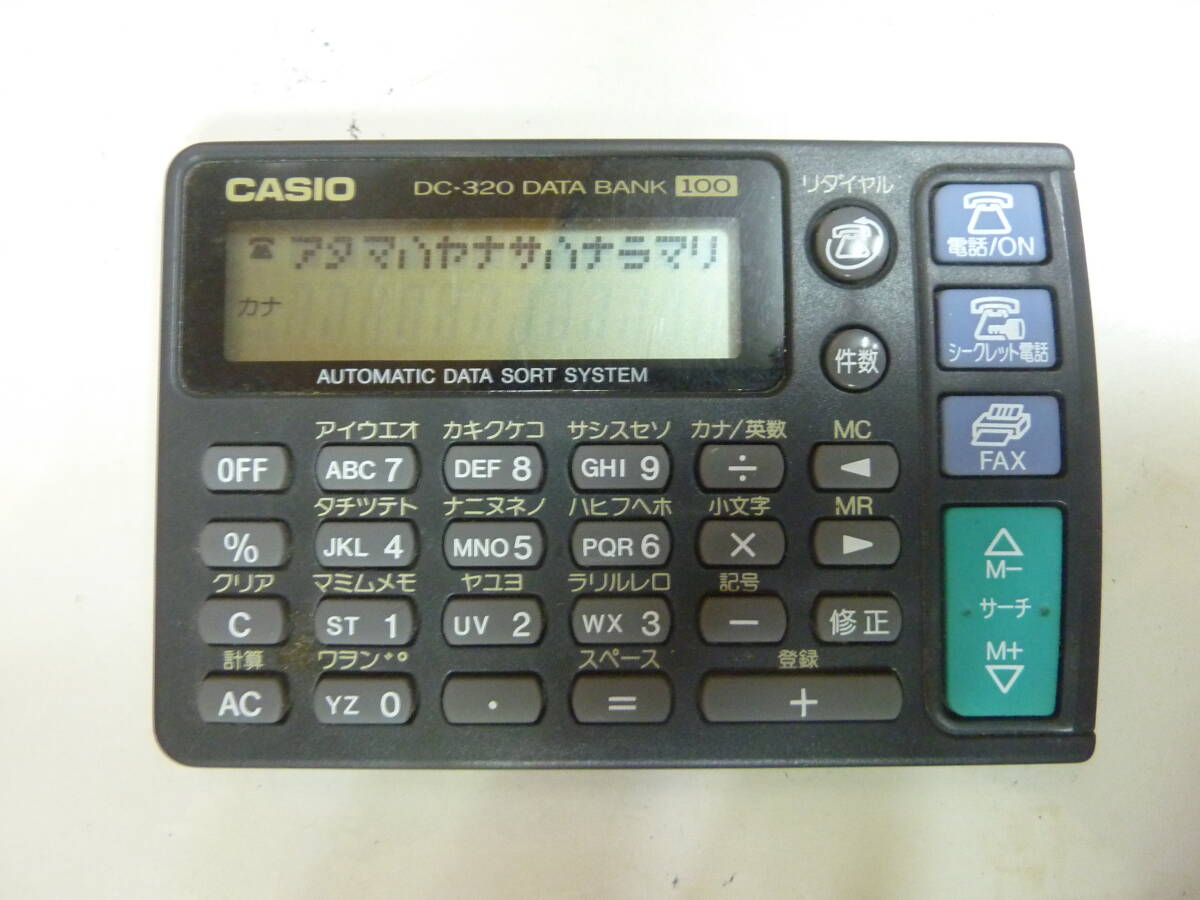 CASIO DC-320 DATA BANK 100
アタマハヤナサハナラマリ
カナ
AUTOMATIC DATA SORT SYSTEM
リダイヤル
件数
電話/ON
シークレット電話
FAX
アイウエオ カキクケコ サシスセソ カナ/英数 MC
OFF ABC 7 DEF 8 GHI 9 ÷ ◀
タチツテト ナニヌネノ ハヒフヘホ 小文字 MR
% JKL 4 MNO 5 PQR 6 × ▶
クリア マミムメモ ヤユヨ ラリルレロ 記号
C ST 1 UV 2 WX 3 − 修正
計算 ワヲン゛゜ スペース 登録
AC YZ 0 . = +
△
M−
サーチ
M+
▽